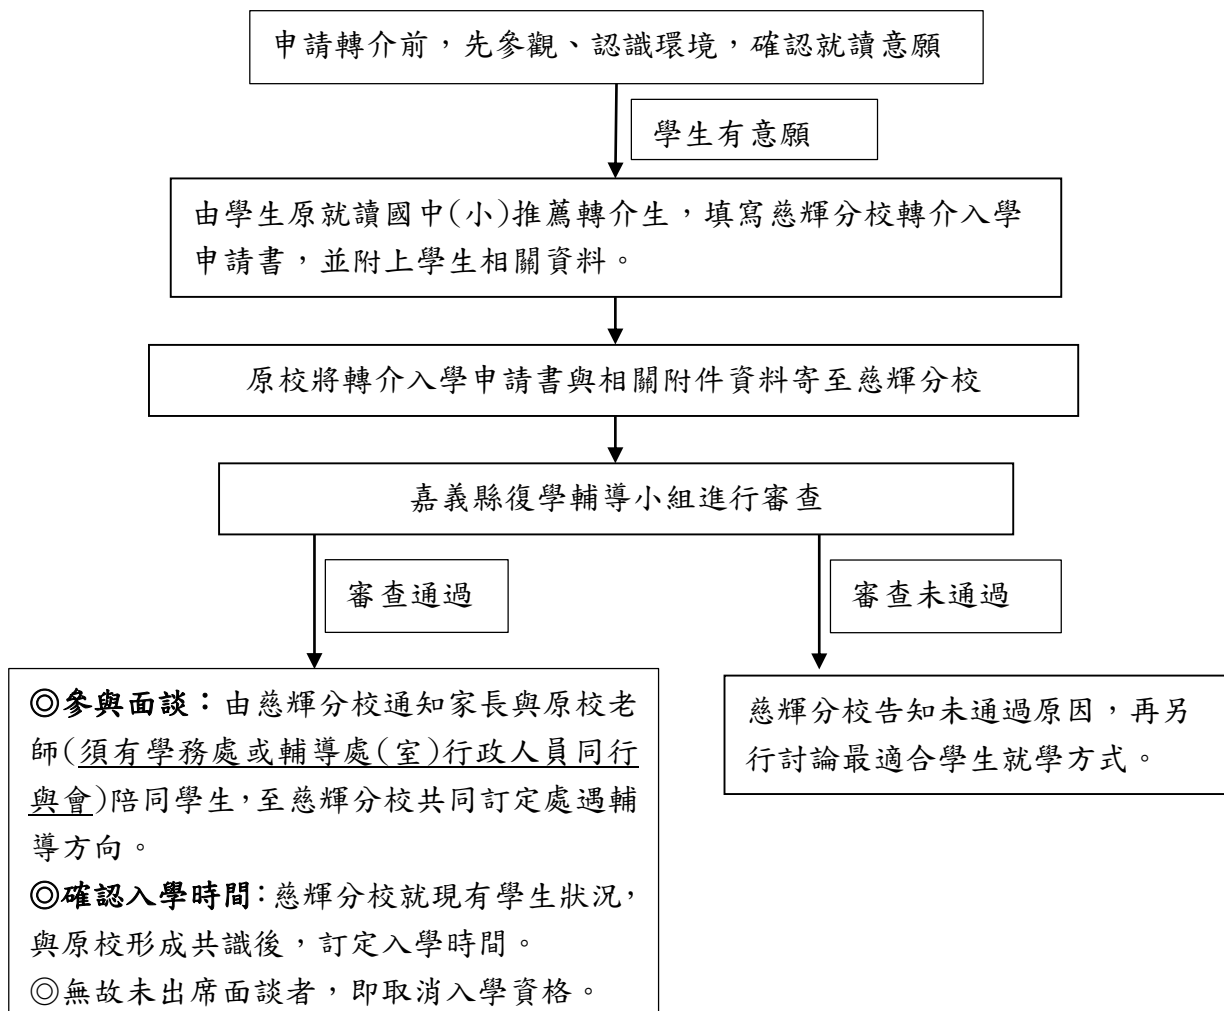 申請轉介前，先參觀、認識環境，確認就讀意願
學生有意願
由學生原就讀國中(小)推薦轉介生，填寫慈輝分校轉介入學
申請書，並附上學生相關資料。
原校將轉介入學申請書與相關附件資料寄至慈輝分校
嘉義縣復學輔導小組進行審查
審查通過
審查未通過
◎參與面談：由慈輝分校通知家長與原校老
師(須有學務處或輔導處(室)行政人員同行
與會)陪同學生，至慈輝分校共同訂定處遇輔
導方向。
◎確認入學時間：慈輝分校就現有學生狀況，
與原校形成共識後，訂定入學時間。
◎無故未出席面談者，即取消入學資格。
慈輝分校告知未通過原因，再另
行討論最適合學生就學方式。